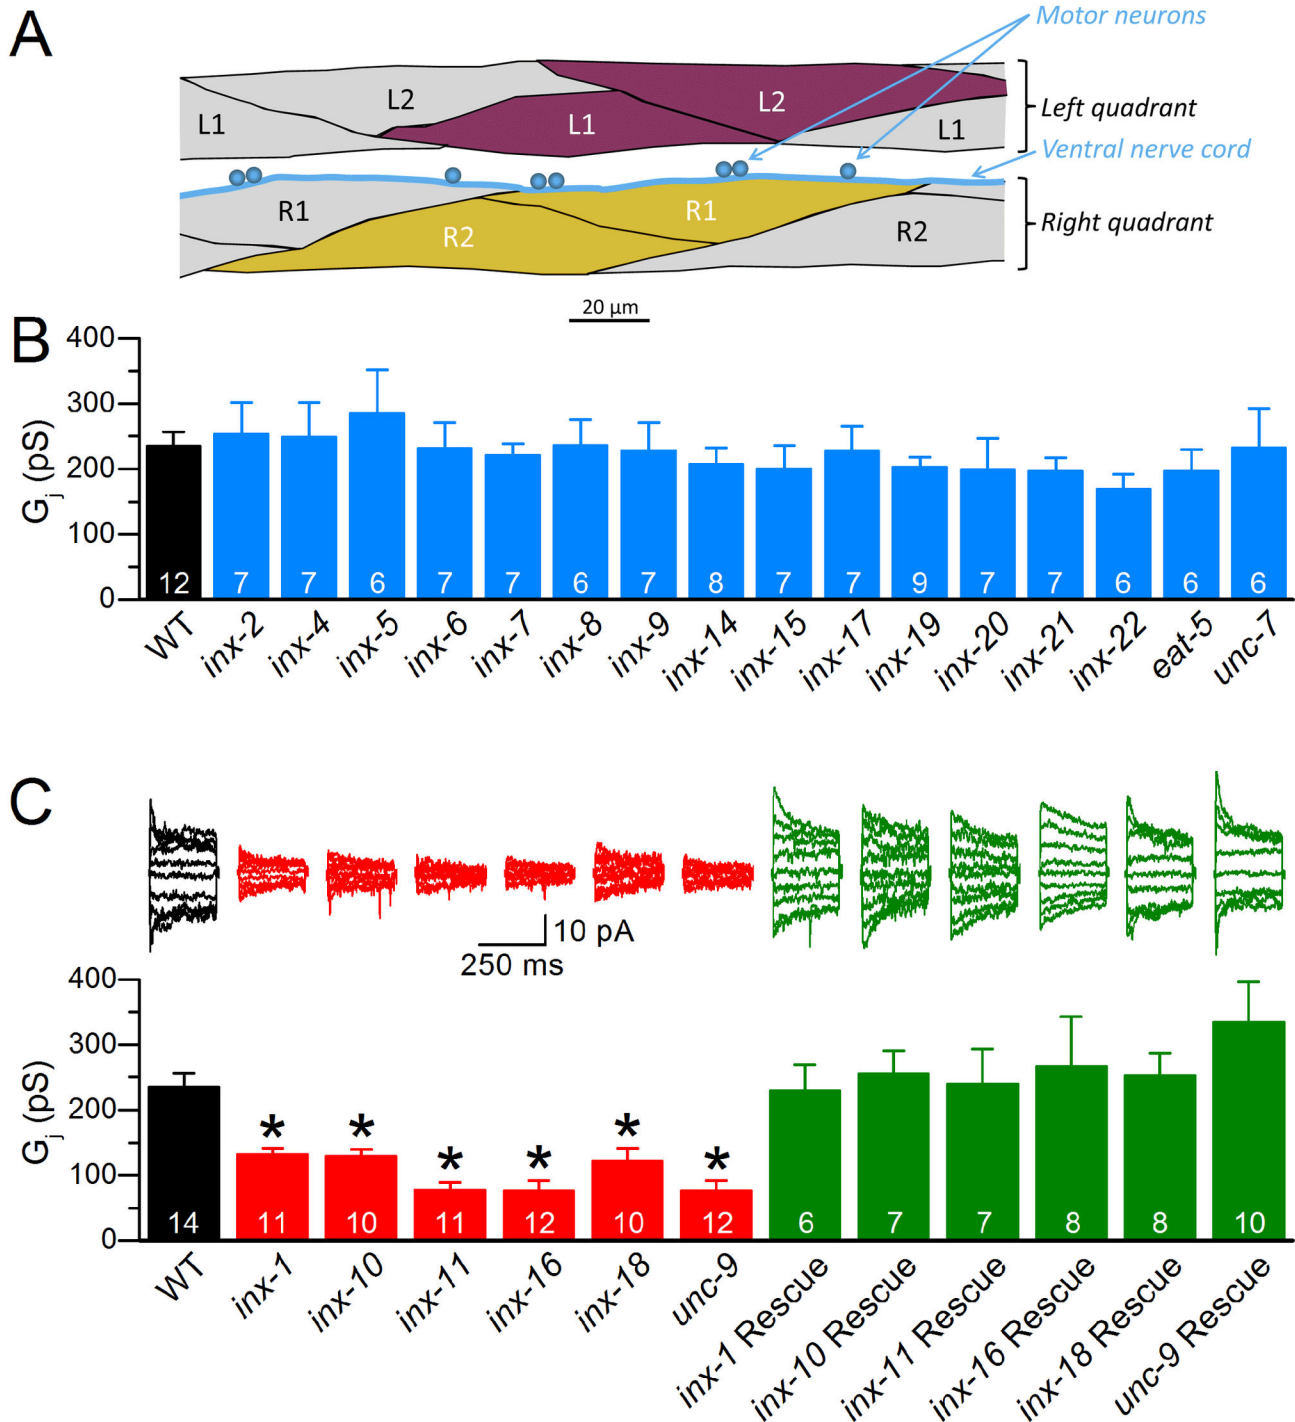 A
Motor neurons
L1
L2
L1
L2
L1
Left quadrant
Ventral nerve cord
R1
R2
R1
R2
Right quadrant
20 µm
B
Gj (pS)
400
300
200
100
0
12 7 7 6 7 7 6 7 8 7 7 9 7 7 6 6 6
WT inx-2 inx-4 inx-5 inx-6 inx-7 inx-8 inx-9 inx-14 inx-15 inx-17 inx-19 inx-20 inx-21 inx-22 eat-5 unc-7
C
10 pA
250 ms
Gj (pS)
400
300
200
100
0
* * * * * *
14 11 10 11 12 10 12 6 7 7 8 8 10
WT inx-1 inx-10 inx-11 inx-16 inx-18 unc-9 inx-1 Rescue inx-10 Rescue inx-11 Rescue inx-16 Rescue inx-18 Rescue unc-9 Rescue